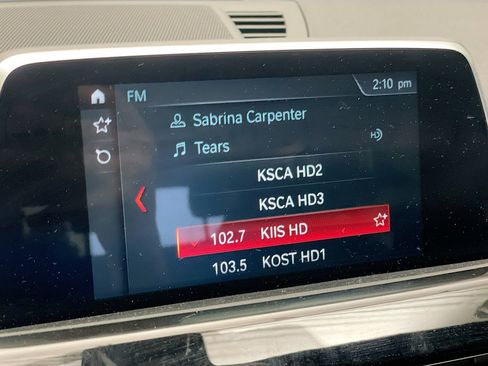 FM 2:10 pm
Sabrina Carpenter
Tears
KSCA HD2
KSCA HD3
102.7 KIIS HD
103.5 KOST HD1